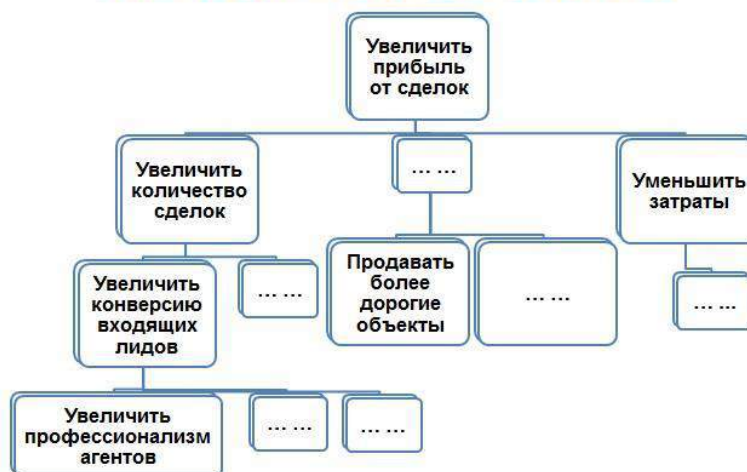 Увеличить
прибыль
от сделок
Увеличить
количество
сделок
... ...
Уменьшить
затраты
Увеличить
конверсию
входящих
лидов
... ...
Продавать
более
дорогие
объекты
... ...
... ...
Увеличить
профессионализм
агентов
... ...
... ...